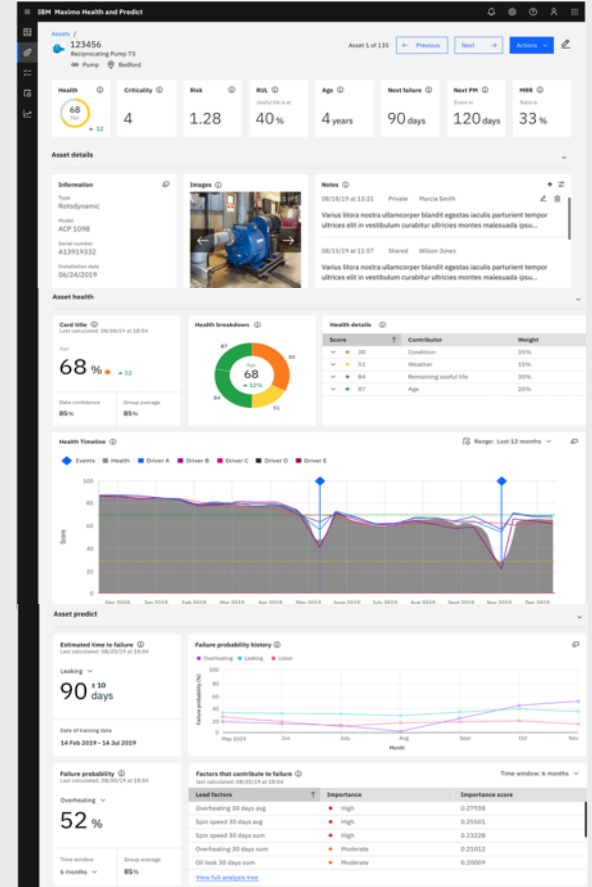 IBM Maximo Health and Predict
Assets /
123456
Reciprocating Pump 73
Pump Bedford
Asset 1 of 135
Previous
Next
Actions
Health
68
Fair
12
Criticality
4
Risk
1.28
RUL
Useful life is at
40 %
Age
4 years
Next failure
90 days
Next PM
Event in
120 days
MRR
Ratio is
33 %
Asset details
Information
Type
Rotodynamic
Model
ACP 109B
Serial number
A13919332
Installation date
06/24/2019
Images
Notes
08/18/19 at 13:21 Private Marcia Smith
Varius litora nostra ullamcorper blandit egestas iaculis parturient tempor
ultrices elit in vestibulum curabitur ultricies montes malesuada ipsu...
08/15/19 at 11:57 Shared Wilson Jones
Varius litora nostra ullamcorper blandit egestas iaculis parturient tempor
ultrices elit in vestibulum curabitur ultricies montes malesuada ipsu...
Asset health
Card title
Last calculated: 08/20/19 at 18:04
Fair
68 % 12
Data confidence
85%
Group average
85%
Health breakdown
87
30
Fair
68
12%
84
51
Health details
Score Contributor Weight
30 Condition 35%
51 Weather 15%
84 Remaining useful life 30%
87 Age 20%
Health Timeline
Range: Last 12 months
Events Health Driver A Driver B Driver C Driver D Driver E
Score
100
80
60
40
20
0
Dec 2018 Jan 2019 Feb 2019 Mar 2019 Apr 2019 May 2019 June 2019 July 2019 Aug 2019 Sept 2019 Nov 2019 Dec 2019
Asset predict
Estimated time to failure
Last calculated: 08/20/19 at 18:04
Leaking
90 ± 10
days
Date of training data
14 Feb 2019 - 14 Jul 2019
Failure probability history
Overheating Leaking Loose
Failure probability (%)
100
80
60
40
20
0
May 2019 Jun July Aug Sept Oct Nov
Month
Failure probability
Last calculated: 08/20/19 at 18:04
Overheating
52 %
Time window
6 months
Group average
85%
Factors that contribute to failure
last calculated: 08/20/19 at 18:04
Time window: 6 months
Lead factors Importance Importance score
Overheating 30 days avg High 0.27938
Spin speed 30 days avg High 0.25501
Spin speed 30 days sum High 0.23228
Overheating 30 days sum Moderate 0.21012
Oil leak 30 days sum Moderate 0.20009
View full analysis tree